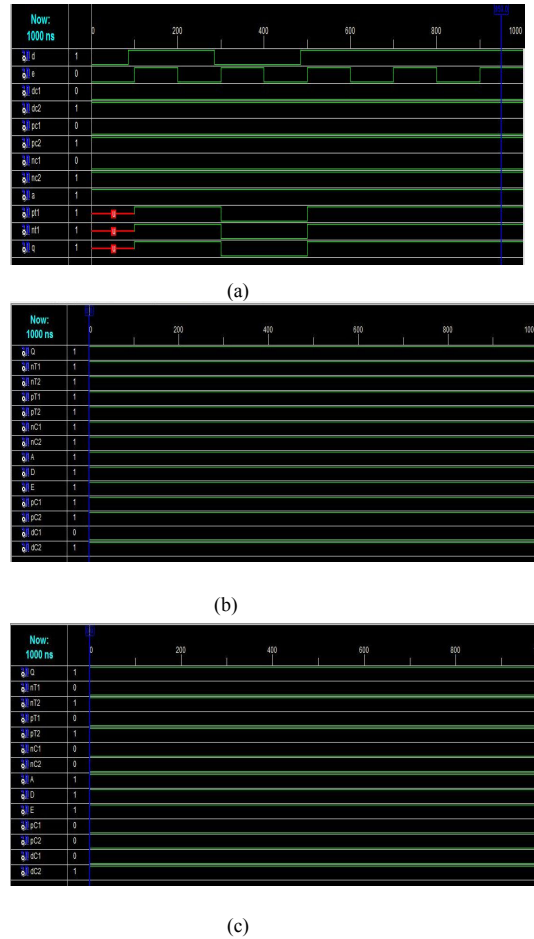 Now:
1000 ns
0 200 400 600 800 1000
d 1
e 0
dc1 0
dc2 1
pc1 0
pc2 1
nc1 0
nc2 1
a 1
pt1 1
nt1 1
q 1
(a)
Now:
1000 ns
0 200 400 600 800 1000
Q 1
nT1 1
nT2 1
pT1 1
pT2 1
nC1 1
nC2 1
A 1
D 1
E 1
pC1 1
pC2 1
dC1 0
dC2 1
(b)
Now:
1000 ns
0 200 400 600 800
Q 1
nT1 0
nT2 1
pT1 0
pT2 1
nC1 0
nC2 0
A 1
D 1
E 1
pC1 0
pC2 0
dC1 0
dC2 1
(c)